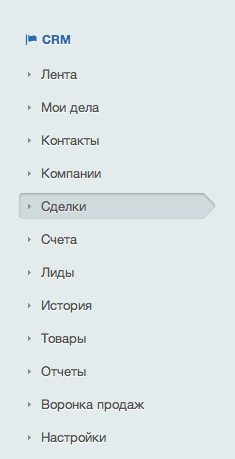 CRM
Лента
Мои дела
Контакты
Компании
Сделки
Счета
Лиды
История
Товары
Отчеты
Воронка продаж
Настройки